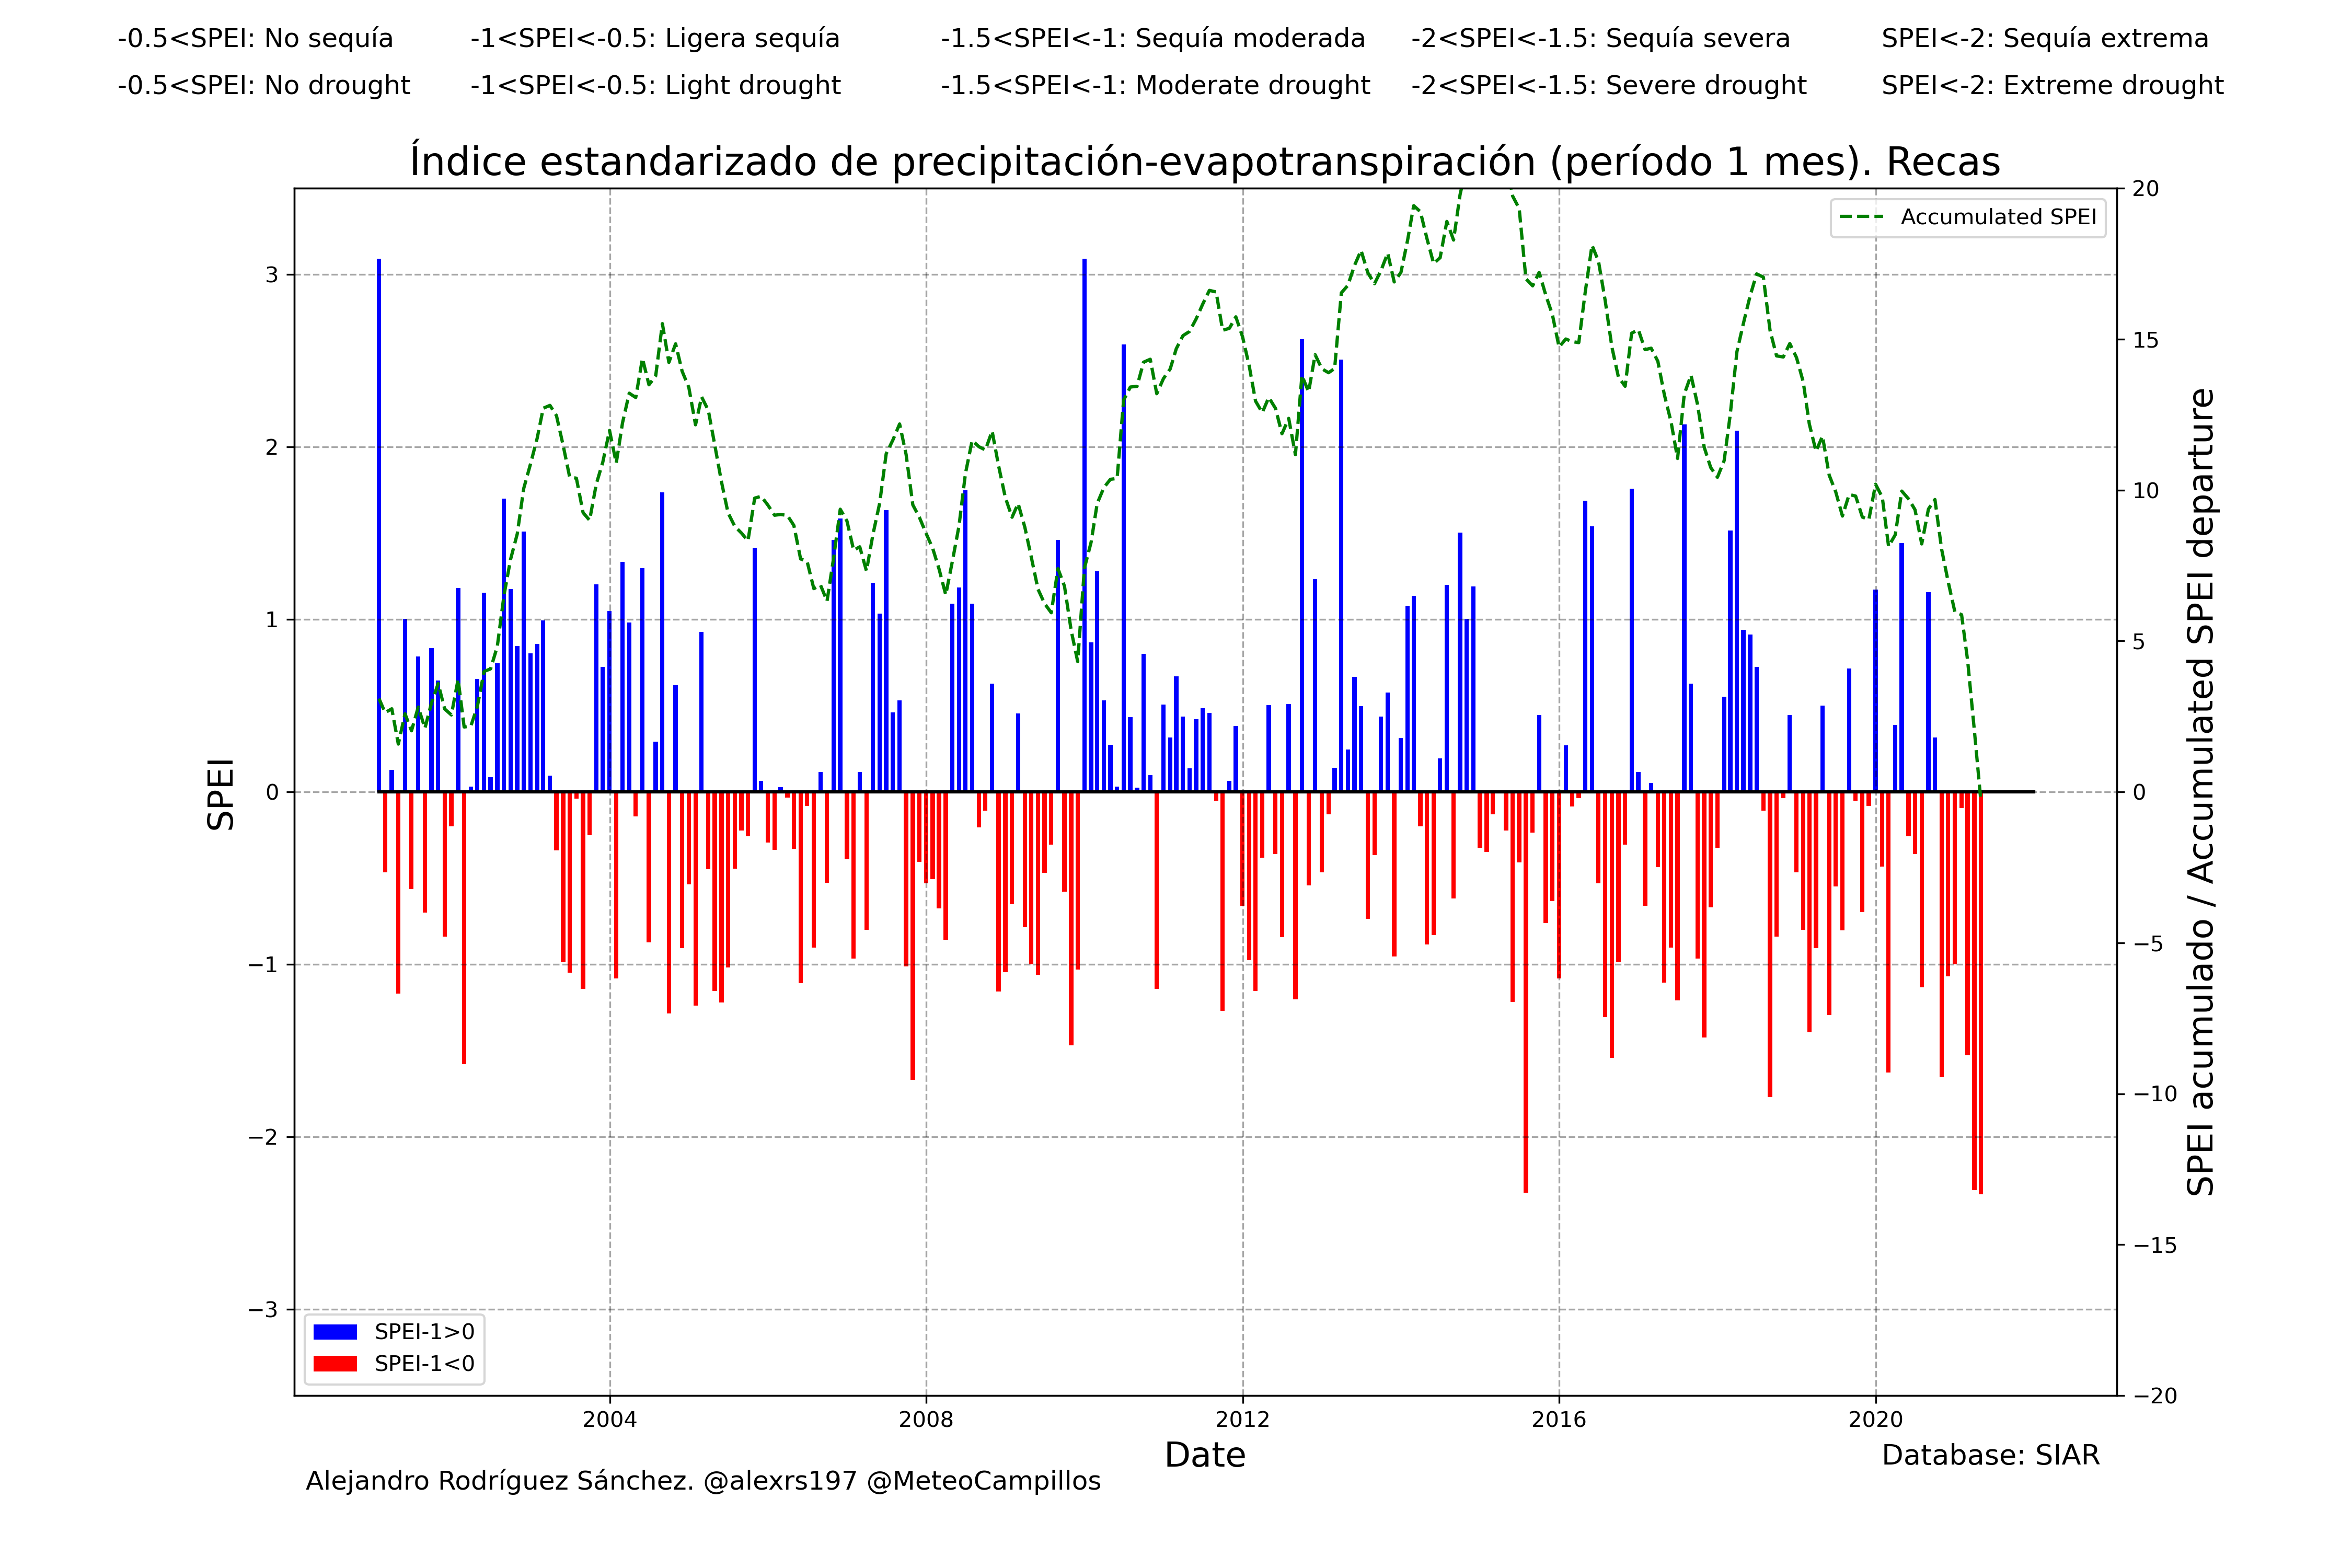 -0.5<SPEI: No sequía -1<SPEI<-0.5: Ligera sequía -1.5<SPEI<-1: Sequía moderada -2<SPEI<-1.5: Sequía severa SPEI<-2: Sequía extrema
-0.5<SPEI: No drought -1<SPEI<-0.5: Light drought -1.5<SPEI<-1: Moderate drought -2<SPEI<-1.5: Severe drought SPEI<-2: Extreme drought
Índice estandarizado de precipitación-evapotranspiración (período 1 mes). Recas
SPEI
3
2
1
0
−1
−2
−3
Accumulated SPEI
20
15
10
5
0
−5
−10
−15
−20
SPEI acumulado / Accumulated SPEI departure
SPEI-1>0
SPEI-1<0
2004 2008 2012 2016 2020
Date
Database: SIAR
Alejandro Rodríguez Sánchez. @alexrs197 @MeteoCampillos